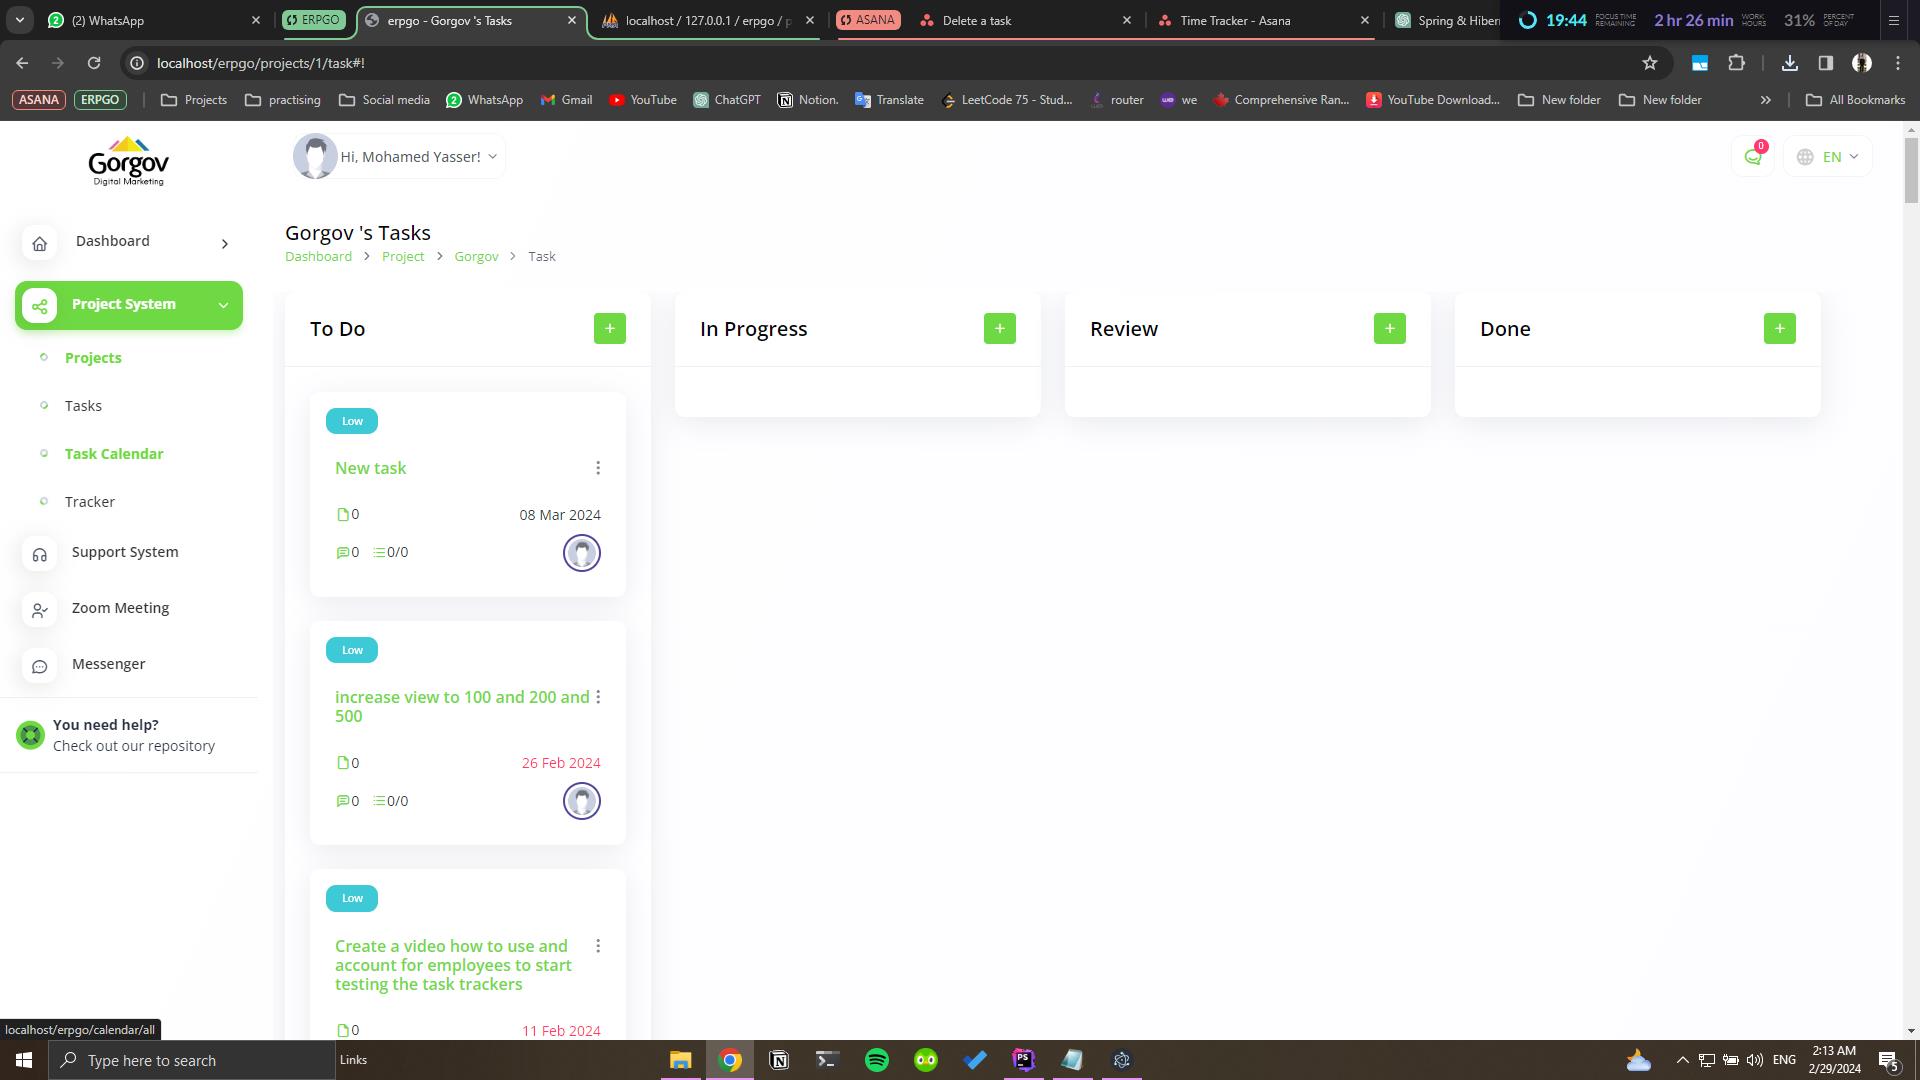 (2) WhatsApp
ERPGO
erpgo - Gorgov 's Tasks
localhost / 127.0.0.1 / erpgo / p
ASANA
Delete a task
Time Tracker - Asana
Spring & Hiber
19:44 FOCUS TIME REMAINING
2 hr 26 min WORK HOURS
31% PERCENT OF DAY
localhost/erpgo/projects/1/task#!
ASANA
ERPGO
Projects
practising
Social media
WhatsApp
Gmail
YouTube
ChatGPT
Notion.
Translate
LeetCode 75 - Stud...
router
we
Comprehensive Ran...
YouTube Download...
New folder
New folder
All Bookmarks
Gorgov
Digital Marketing
Hi, Mohamed Yasser!
0
EN
Dashboard
Project System
Projects
Tasks
Task Calendar
Tracker
Support System
Zoom Meeting
Messenger
You need help?
Check out our repository
Gorgov 's Tasks
Dashboard > Project > Gorgov > Task
To Do
+
In Progress
+
Review
+
Done
+
Low
New task
0
08 Mar 2024
0 0/0
Low
increase view to 100 and 200 and
500
0
26 Feb 2024
0 0/0
Low
Create a video how to use and
account for employees to start
testing the task trackers
0
11 Feb 2024
localhost/erpgo/calendar/all
Type here to search
Links
PS
ENG
2:13 AM
2/29/2024
5